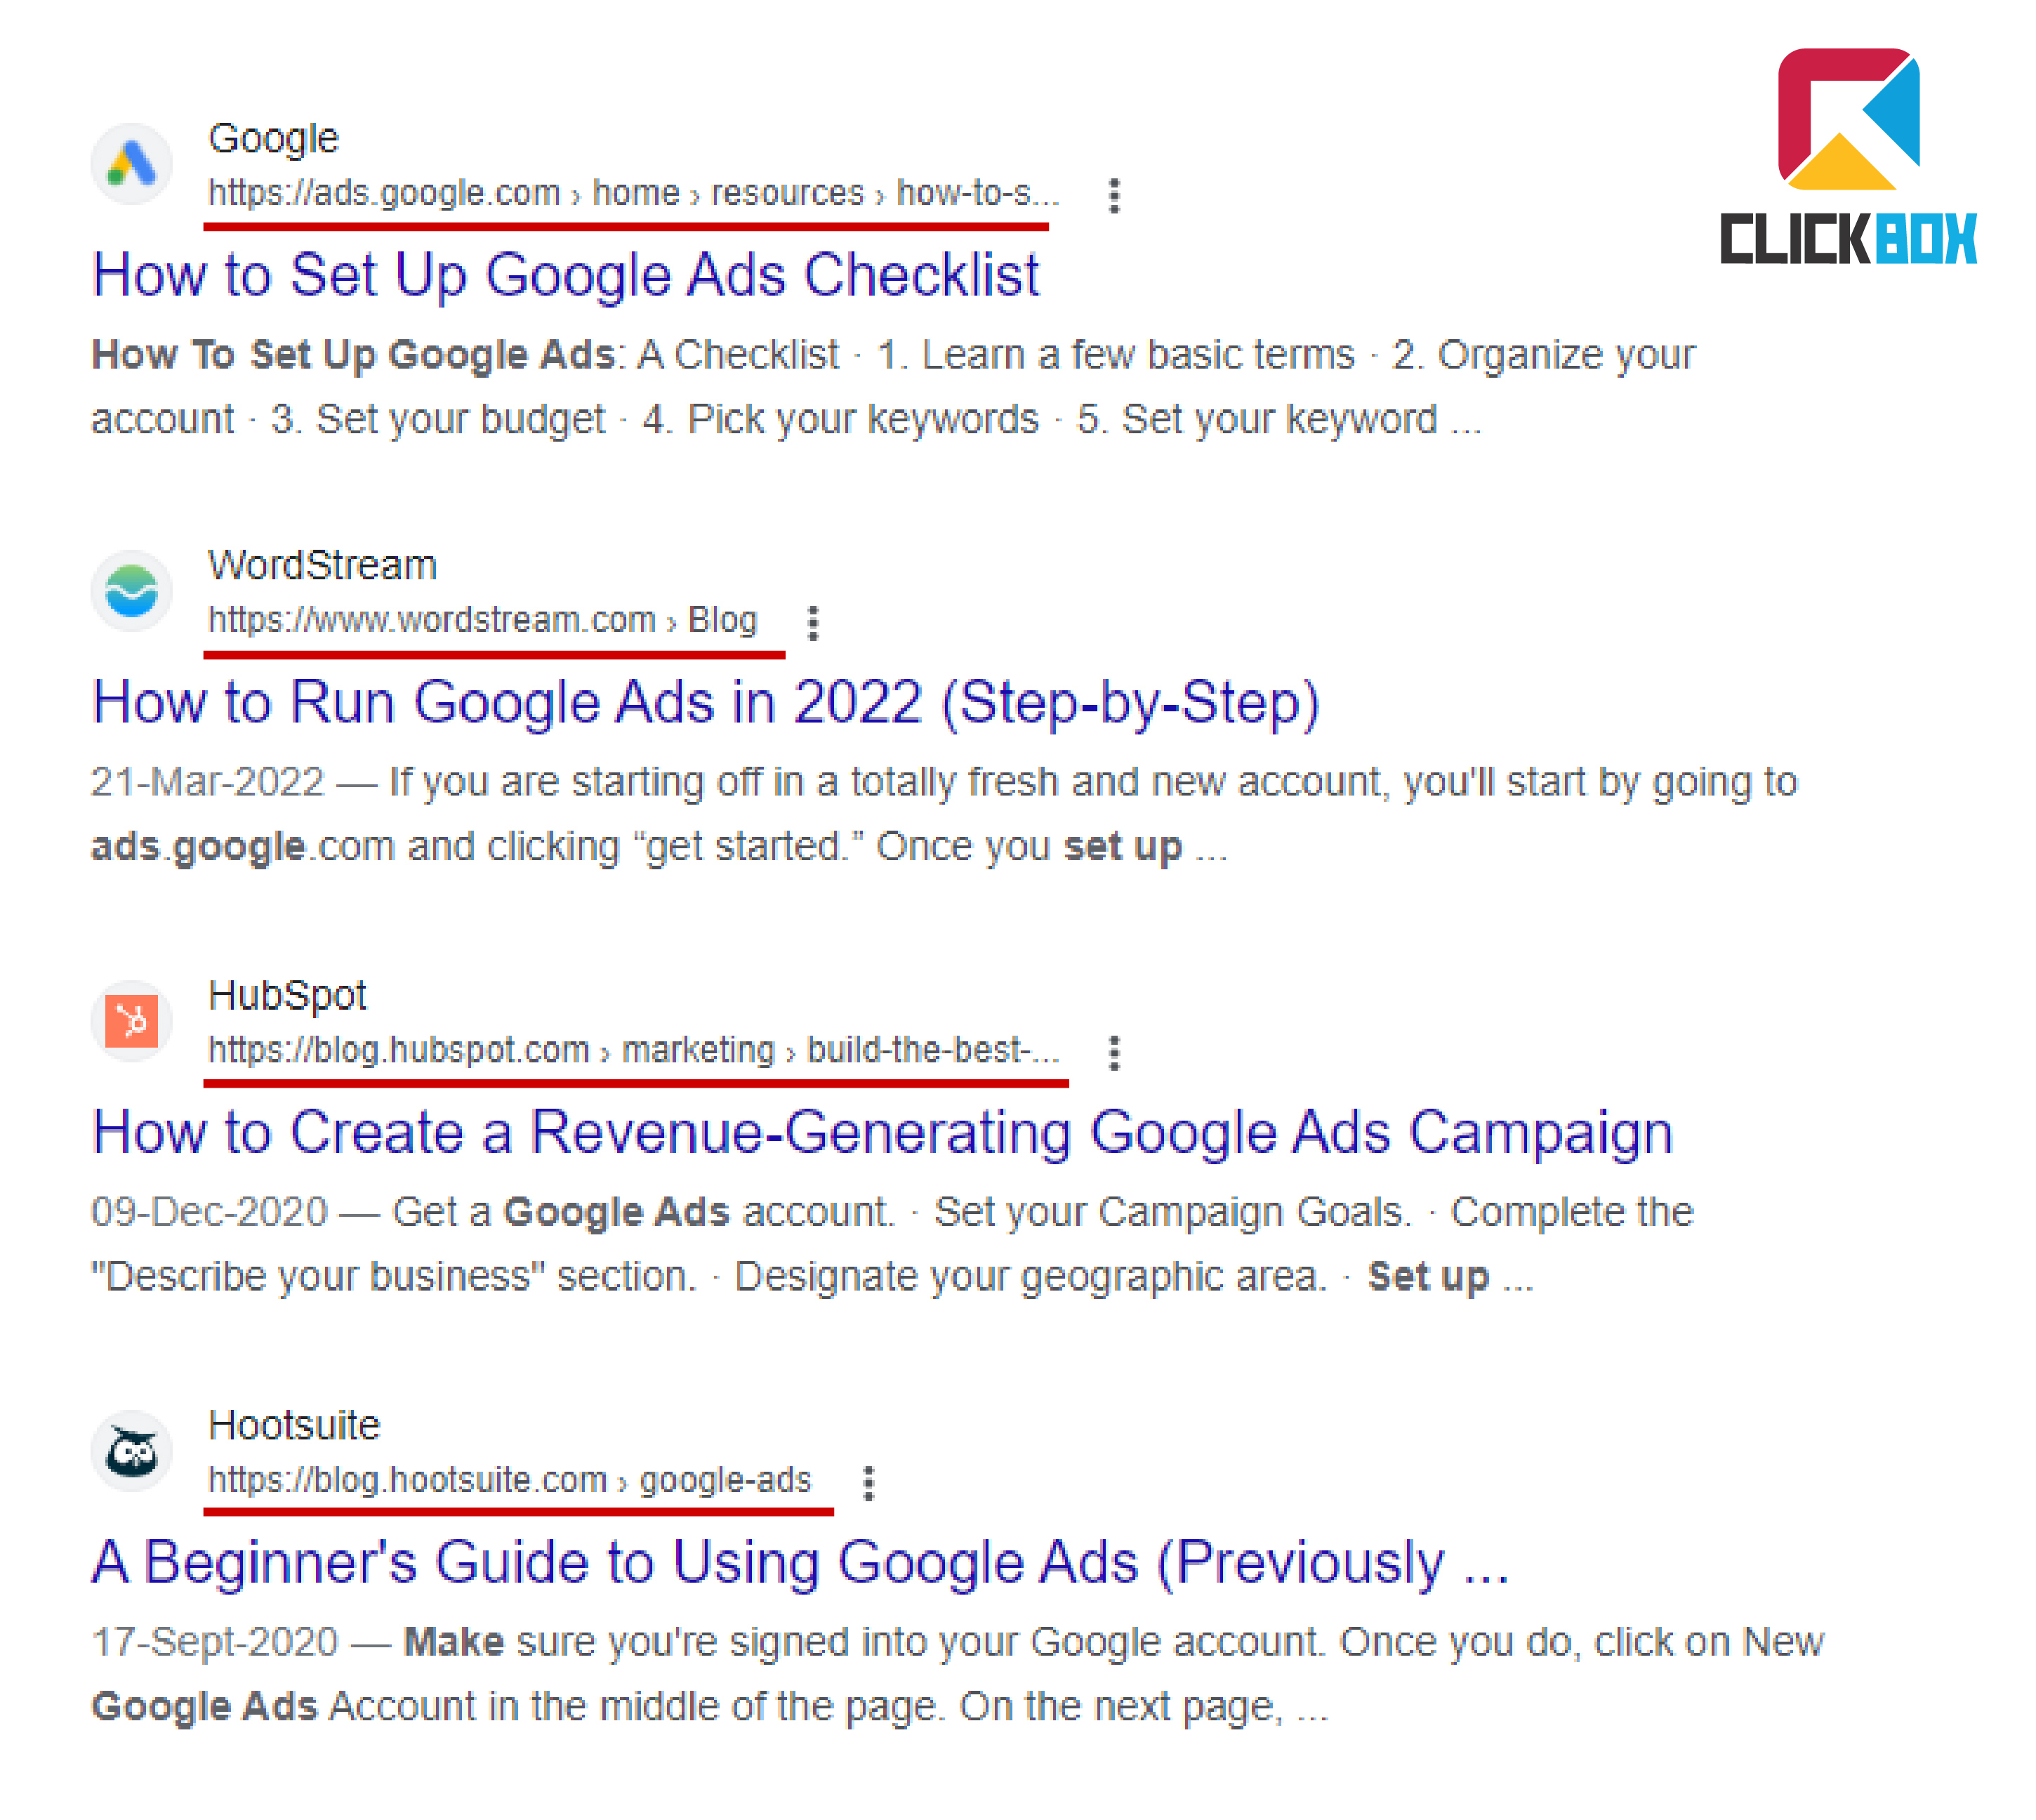 CLICKBOX
Google
https://ads.google.com › home › resources › how-to-s...
How to Set Up Google Ads Checklist
How To Set Up Google Ads: A Checklist · 1. Learn a few basic terms · 2. Organize your
account · 3. Set your budget · 4. Pick your keywords · 5. Set your keyword ...
WordStream
https://www.wordstream.com › Blog
How to Run Google Ads in 2022 (Step-by-Step)
21-Mar-2022 — If you are starting off in a totally fresh and new account, you'll start by going to
ads.google.com and clicking “get started.” Once you set up ...
HubSpot
https://blog.hubspot.com › marketing › build-the-best-...
How to Create a Revenue-Generating Google Ads Campaign
09-Dec-2020 — Get a Google Ads account. · Set your Campaign Goals. · Complete the
"Describe your business" section. · Designate your geographic area. · Set up ...
Hootsuite
https://blog.hootsuite.com › google-ads
A Beginner's Guide to Using Google Ads (Previously ...
17-Sept-2020 — Make sure you're signed into your Google account. Once you do, click on New
Google Ads Account in the middle of the page. On the next page, ...